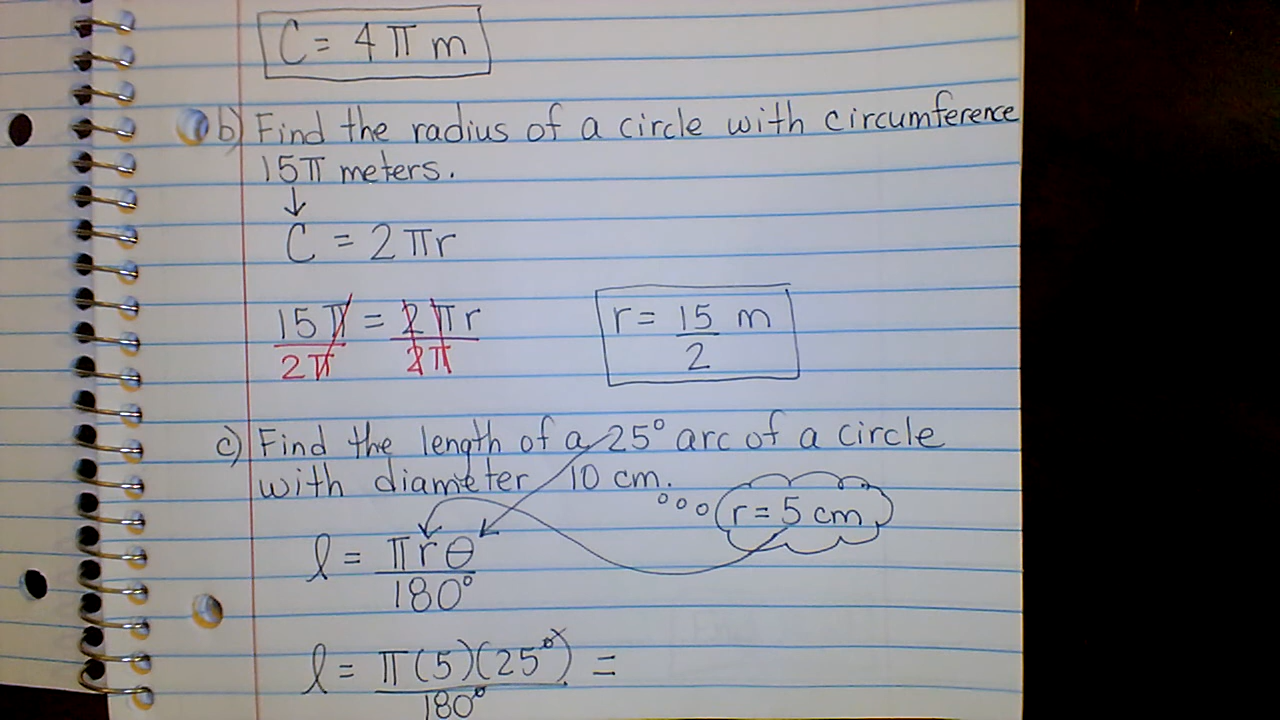 C = 4 π m
b) Find the radius of a circle with circumference
15π meters.
↓
C = 2πr
15π = 2πr
2π 2π
r = 15 m
2
c) Find the length of a 25° arc of a circle
with diameter 10 cm.
r = 5 cm
l = πrθ
180°
l = π(5)(25°) =
180°